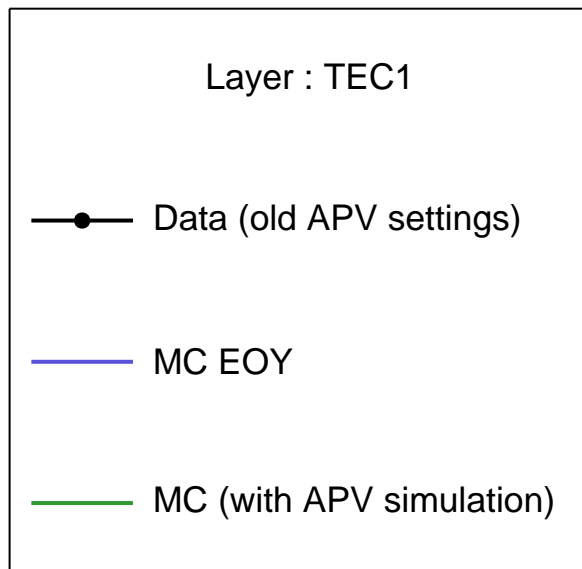 Layer : TEC1
Data (old APV settings)
MC EOY
MC (with APV simulation)